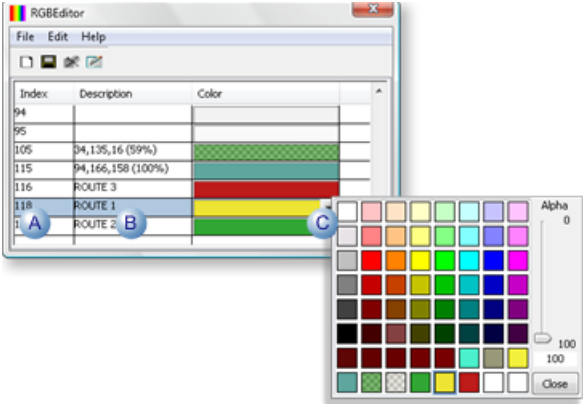 RGBEditor
File Edit Help
Index Description Color
94
95
105 34,135,16 (59%)
115 94,166,158 (100%)
116 ROUTE 3
118 ROUTE 1
A ROUTE 2 B C
Alpha
0
100
100
Close